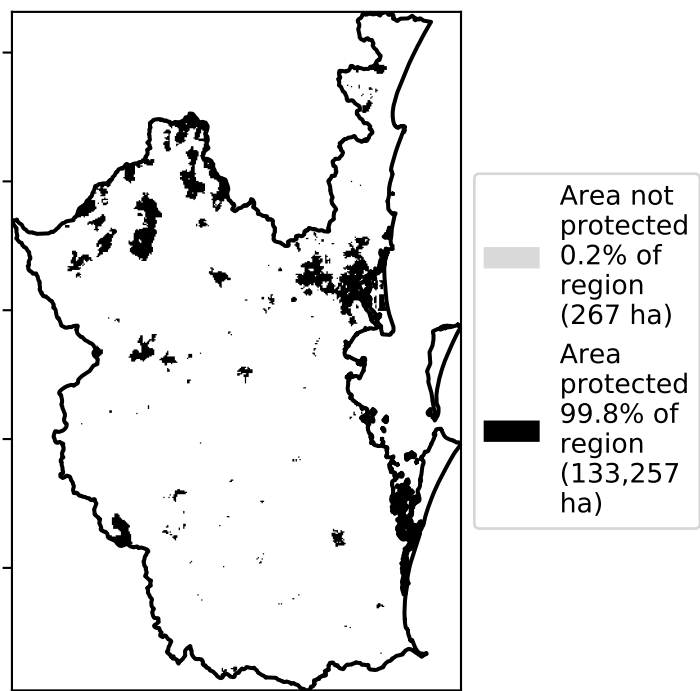 Area not
protected
0.2% of
region
(267 ha)
Area
protected
99.8% of
region
(133,257
ha)